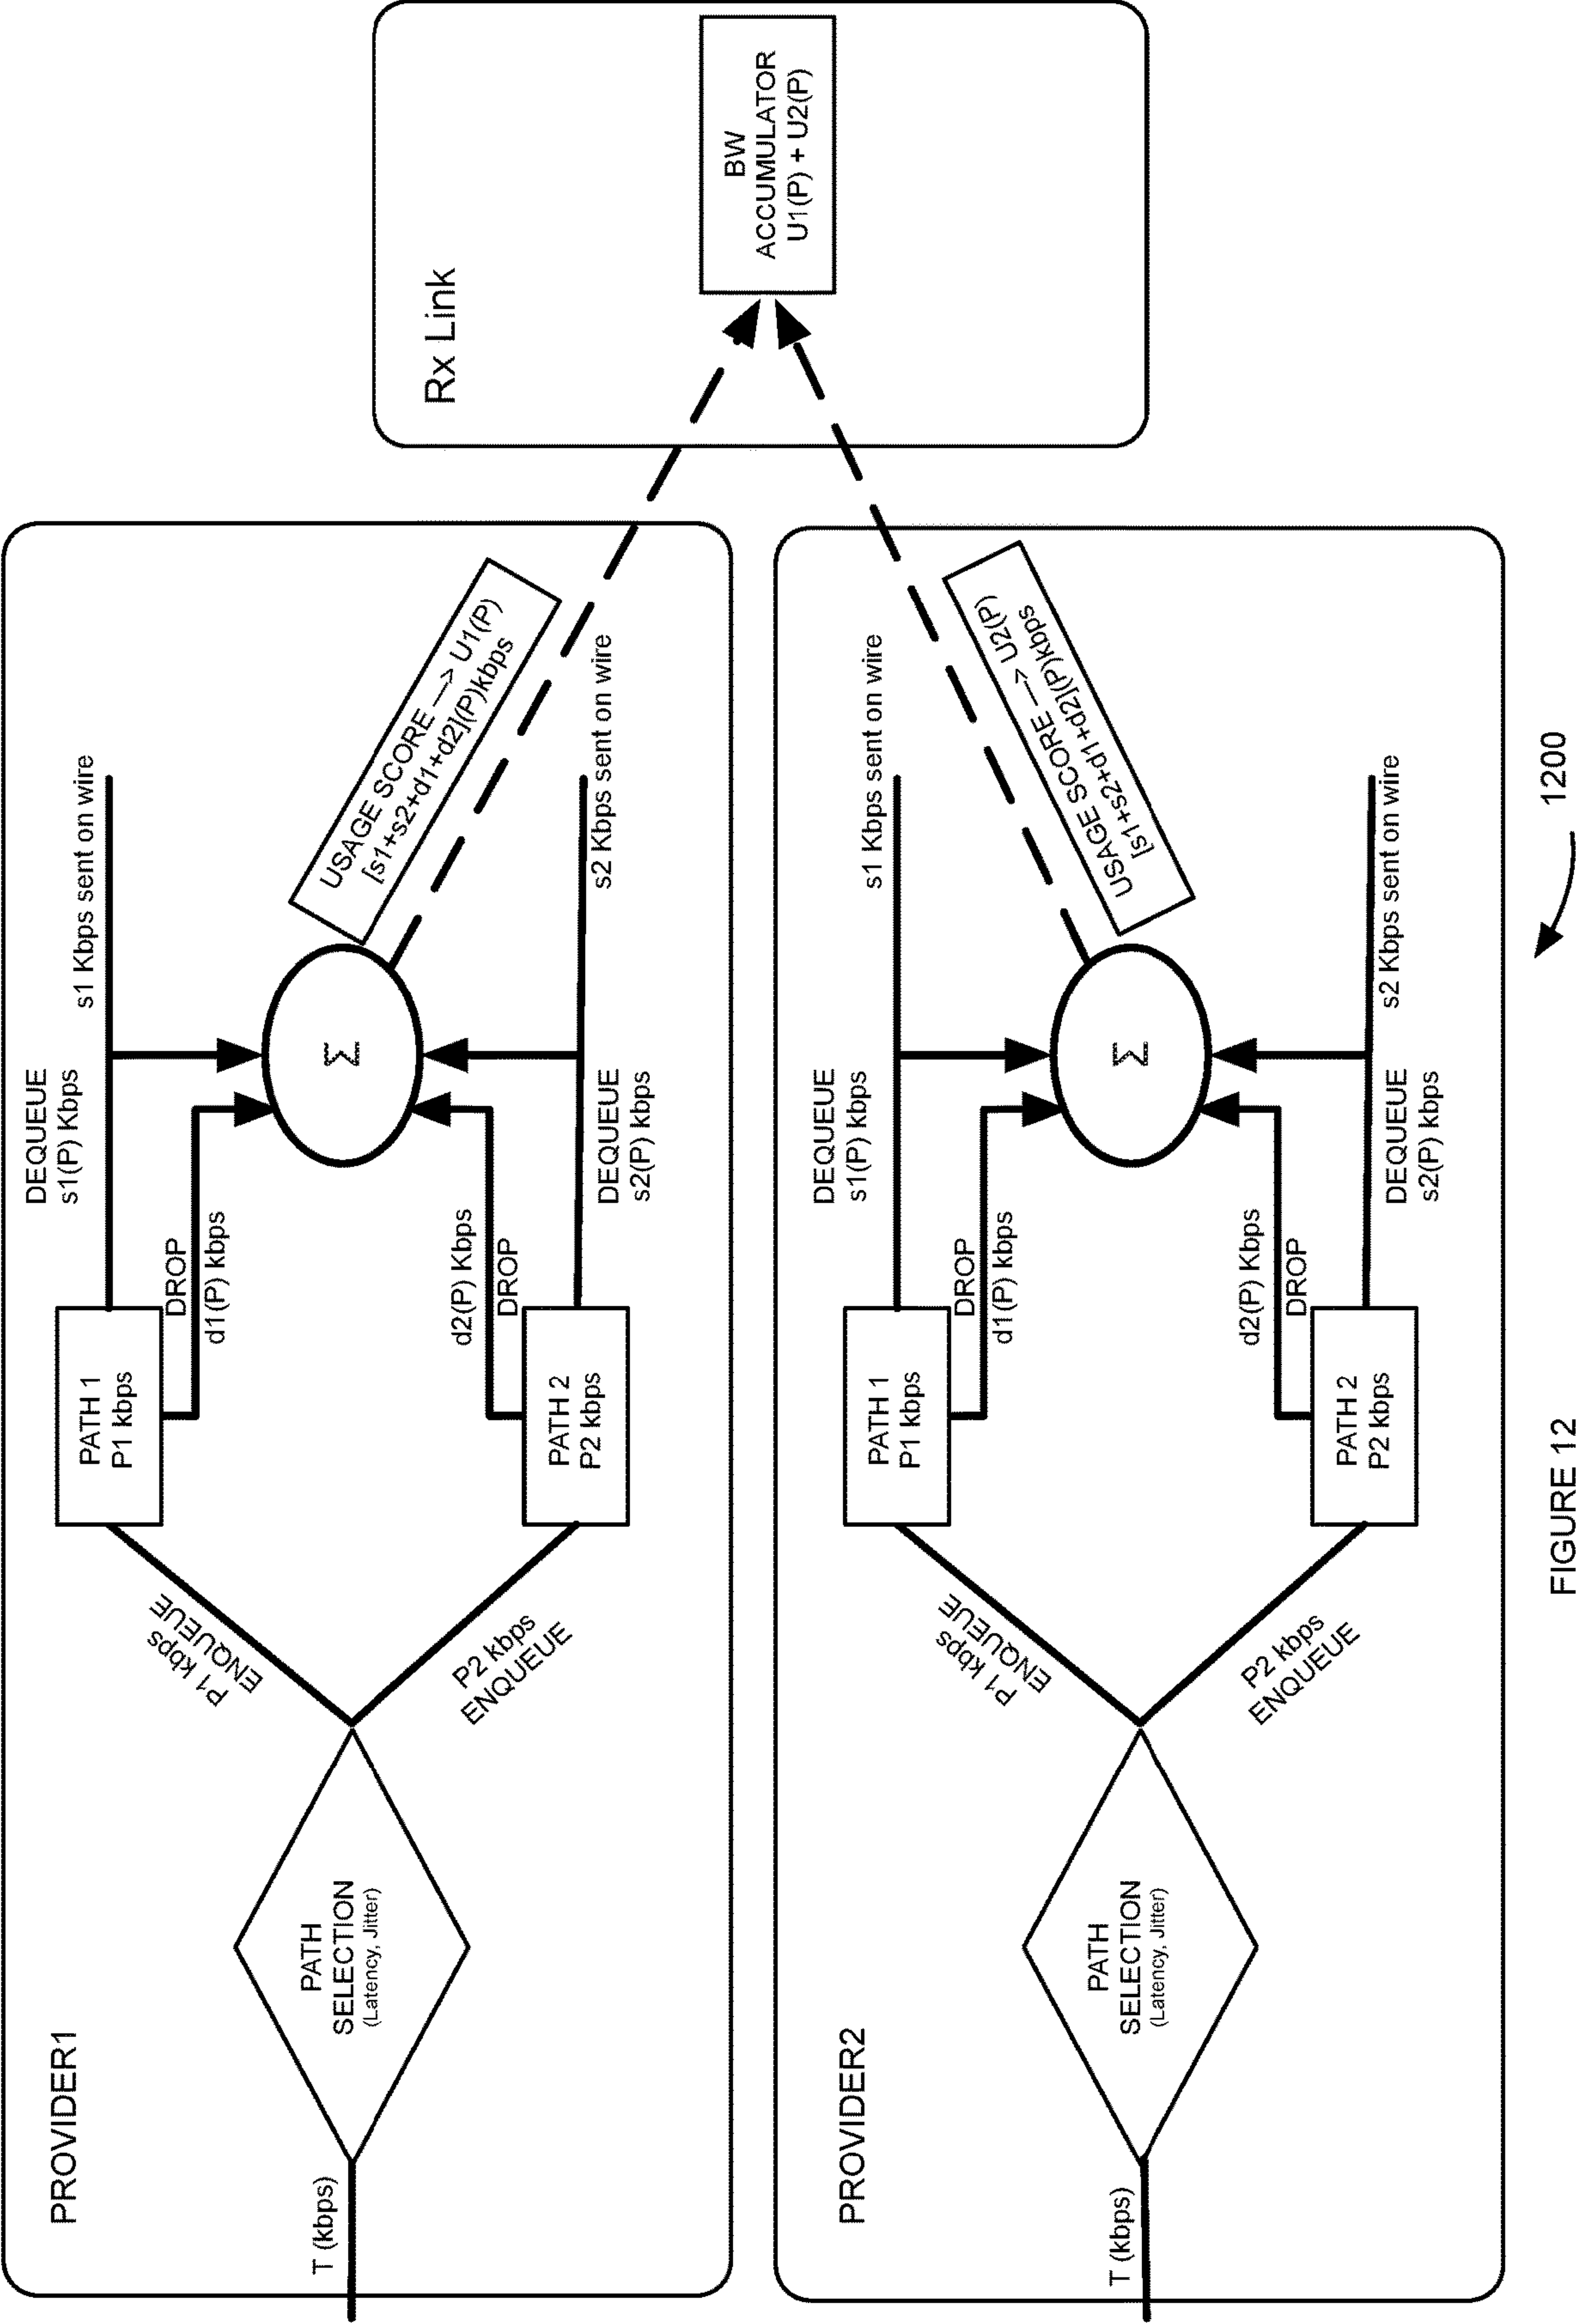 PROVIDER1
T (kbps)
PATH
SELECTION
(Latency, Jitter)
P1 kbps
ENQUEUE
P2 kbps
ENQUEUE
PATH 1
P1 kbps
DROP
d1(P) kbps
DEQUEUE
s1(P) Kbps
s1 Kbps sent on wire
d2(P) Kbps
DROP
PATH 2
P2 kbps
DEQUEUE
s2(P) kbps
s2 Kbps sent on wire
Σ
USAGE SCORE —> U1(P)
[s1+s2+d1+d2](P)kbps
PROVIDER2
T (kbps)
PATH
SELECTION
(Latency, Jitter)
P1 kbps
ENQUEUE
P2 kbps
ENQUEUE
PATH 1
P1 kbps
DROP
d1(P) kbps
DEQUEUE
s1(P) kbps
s1 Kbps sent on wire
d2(P) Kbps
DROP
PATH 2
P2 kbps
DEQUEUE
s2(P) kbps
s2 Kbps sent on wire
Σ
USAGE SCORE —> U2(P)
[s1+s2+d1+d2](P)kbps
Rx Link
BW
ACCUMULATOR
U1(P) + U2(P)
1200
FIGURE 12